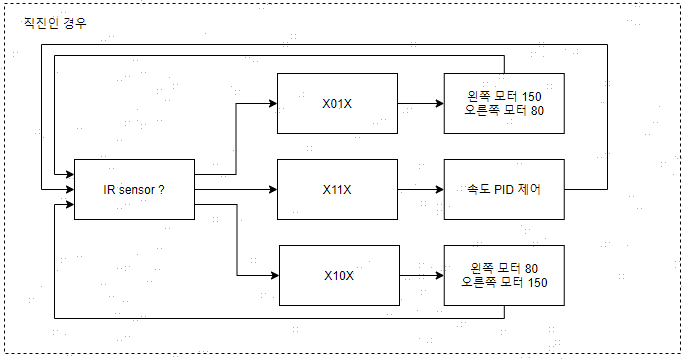 직진인 경우
X01X
왼쪽 모터 150
오른쪽 모터 80
IR sensor ?
X11X
속도 PID 제어
X10X
왼쪽 모터 80
오른쪽 모터 150